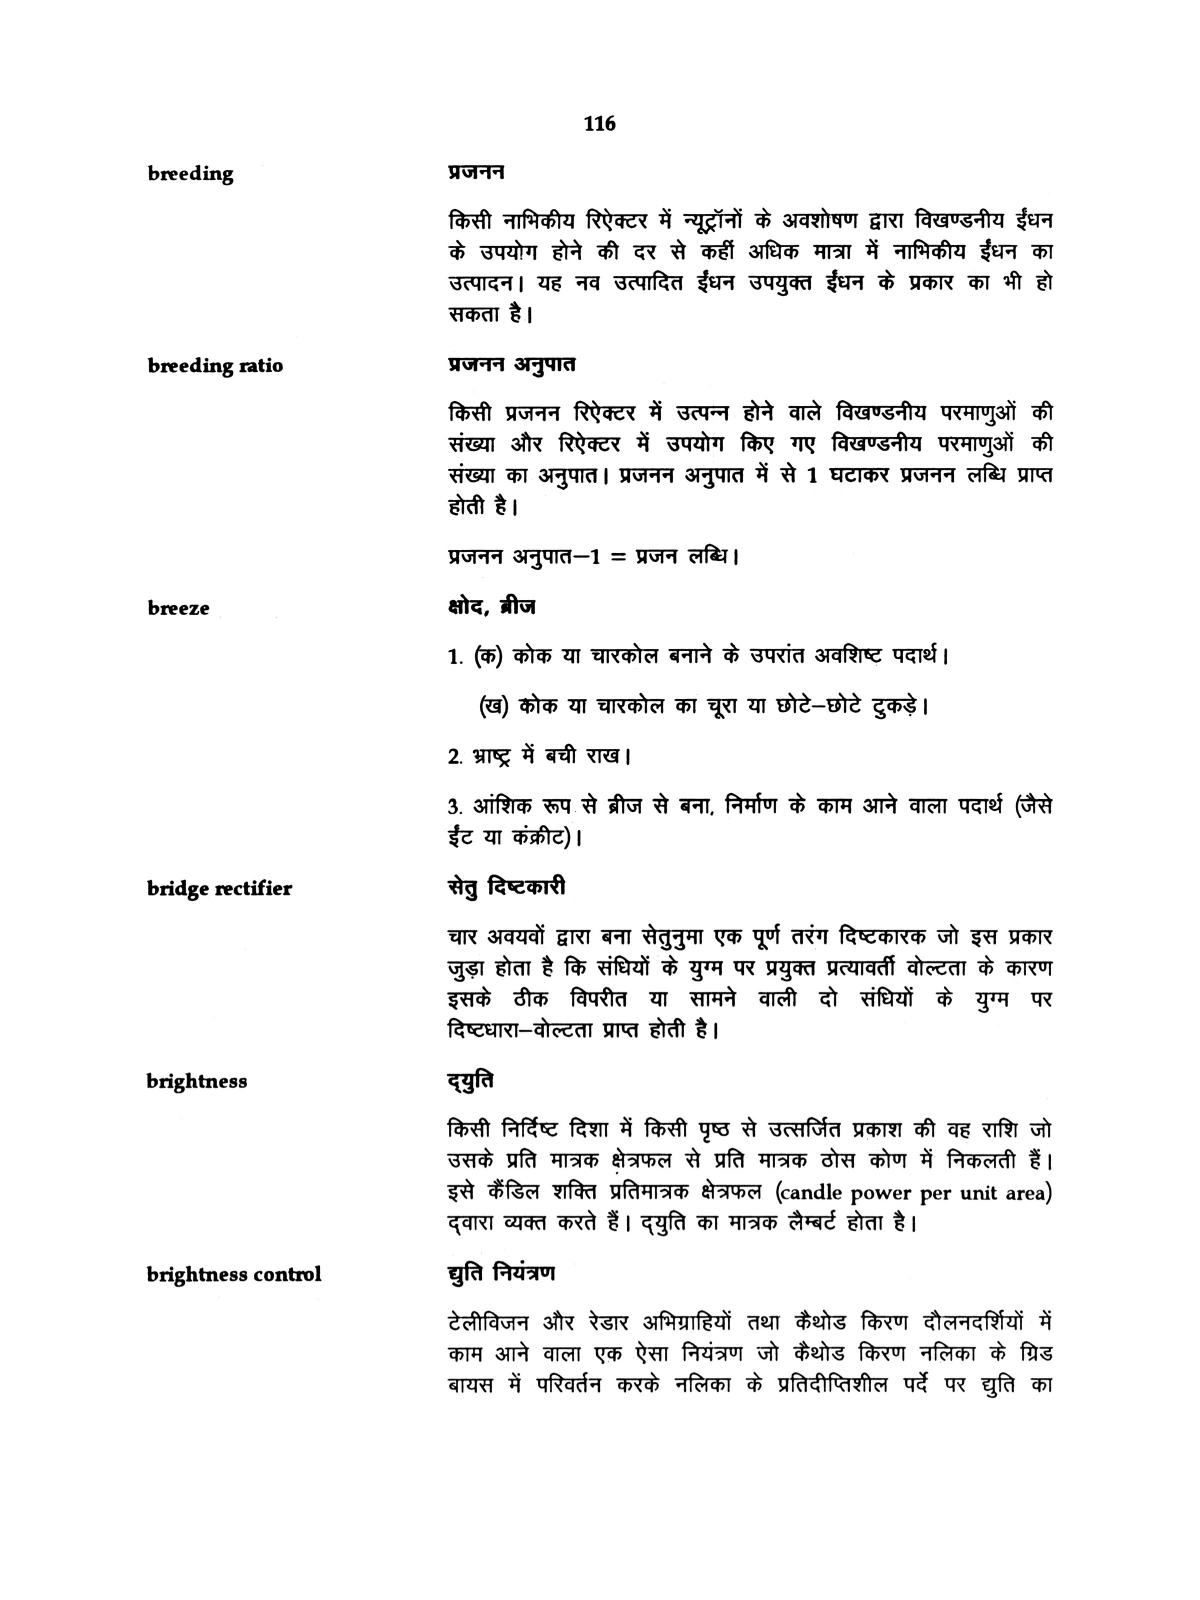 116
breeding प्रजनन
किसी नाभिकीय रिऐक्टर में न्यूट्रॉनों के अवशोषण द्वारा विखण्डनीय ईंधन
के उपयोग होने की दर से कहीं अधिक मात्रा में नाभिकीय ईंधन का
उत्पादन। यह नव उत्पादित ईंधन उपयुक्त ईंधन के प्रकार का भी हो
सकता है।
breeding ratio प्रजनन अनुपात
किसी प्रजनन रिऐक्टर में उत्पन्न होने वाले विखण्डनीय परमाणुओं की
संख्या और रिऐक्टर में उपयोग किए गए विखण्डनीय परमाणुओं की
संख्या का अनुपात। प्रजनन अनुपात में से 1 घटाकर प्रजनन लब्धि प्राप्त
होती है।
प्रजनन अनुपात–1 = प्रजन लब्धि।
breeze क्षोद, ब्रीज
1. (क) कोक या चारकोल बनाने के उपरांत अवशिष्ट पदार्थ।
(ख) कोक या चारकोल का चूरा या छोटे–छोटे टुकड़े।
2. भ्राष्ट्र में बची राख।
3. आंशिक रूप से ब्रीज से बना, निर्माण के काम आने वाला पदार्थ (जैसे
ईंट या कंक्रीट)।
bridge rectifier सेतु दिष्टकारी
चार अवयवों द्वारा बना सेतुनुमा एक पूर्ण तरंग दिष्टकारक जो इस प्रकार
जुड़ा होता है कि संधियों के युग्म पर प्रयुक्त प्रत्यावर्ती वोल्टता के कारण
इसके ठीक विपरीत या सामने वाली दो संधियों के युग्म पर
दिष्टधारा–वोल्टता प्राप्त होती है।
brightness द्‌युति
किसी निर्दिष्ट दिशा में किसी पृष्ठ से उत्सर्जित प्रकाश की वह राशि जो
उसके प्रति मात्रक क्षेत्रफल से प्रति मात्रक ठोस कोण में निकलती हैं।
इसे कैंडिल शक्ति प्रतिमात्रक क्षेत्रफल (candle power per unit area)
द्‌वारा व्यक्त करते हैं। द्‌युति का मात्रक लैम्बर्ट होता है।
brightness control द्युति नियंत्रण
टेलीविजन और रेडार अभिग्राहियों तथा कैथोड किरण दौलनदर्शियों में
काम आने वाला एक ऐसा नियंत्रण जो कैथोड किरण नलिका के ग्रिड
बायस में परिवर्तन करके नलिका के प्रतिदीप्तिशील पर्दे पर द्युति का